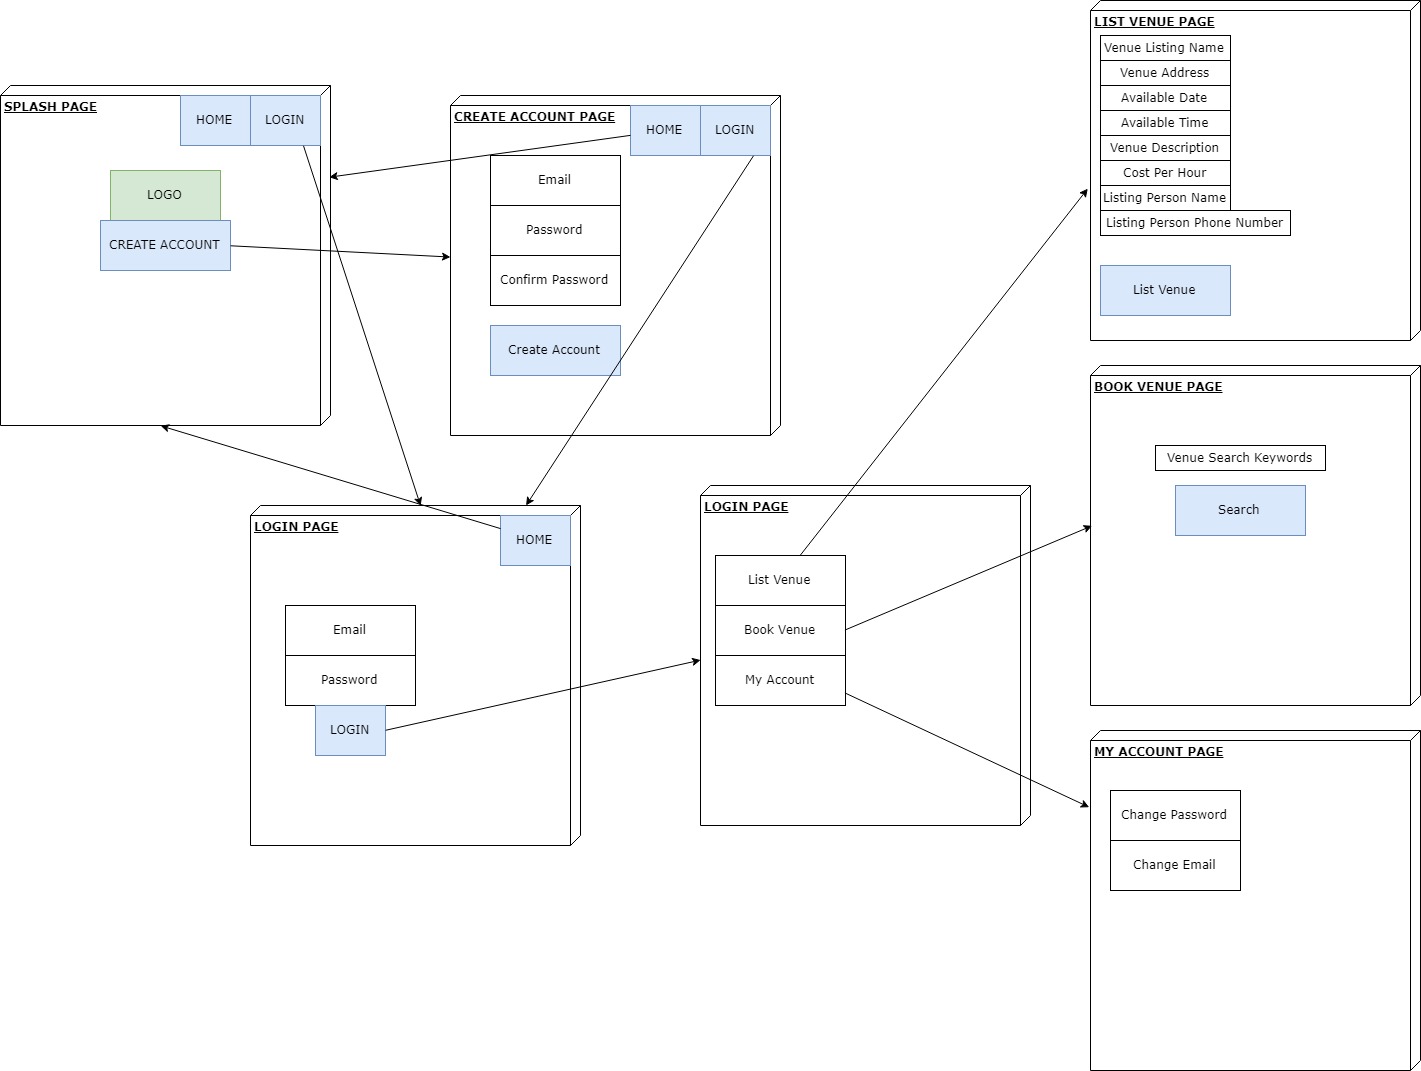 SPLASH PAGE
HOME
LOGIN
LOGO
CREATE ACCOUNT
CREATE ACCOUNT PAGE
HOME
LOGIN
Email
Password
Confirm Password
Create Account
LOGIN PAGE
HOME
Email
Password
LOGIN
LOGIN PAGE
List Venue
Book Venue
My Account
LIST VENUE PAGE
Venue Listing Name
Venue Address
Available Date
Available Time
Venue Description
Cost Per Hour
Listing Person Name
Listing Person Phone Number
List Venue
BOOK VENUE PAGE
Venue Search Keywords
Search
MY ACCOUNT PAGE
Change Password
Change Email